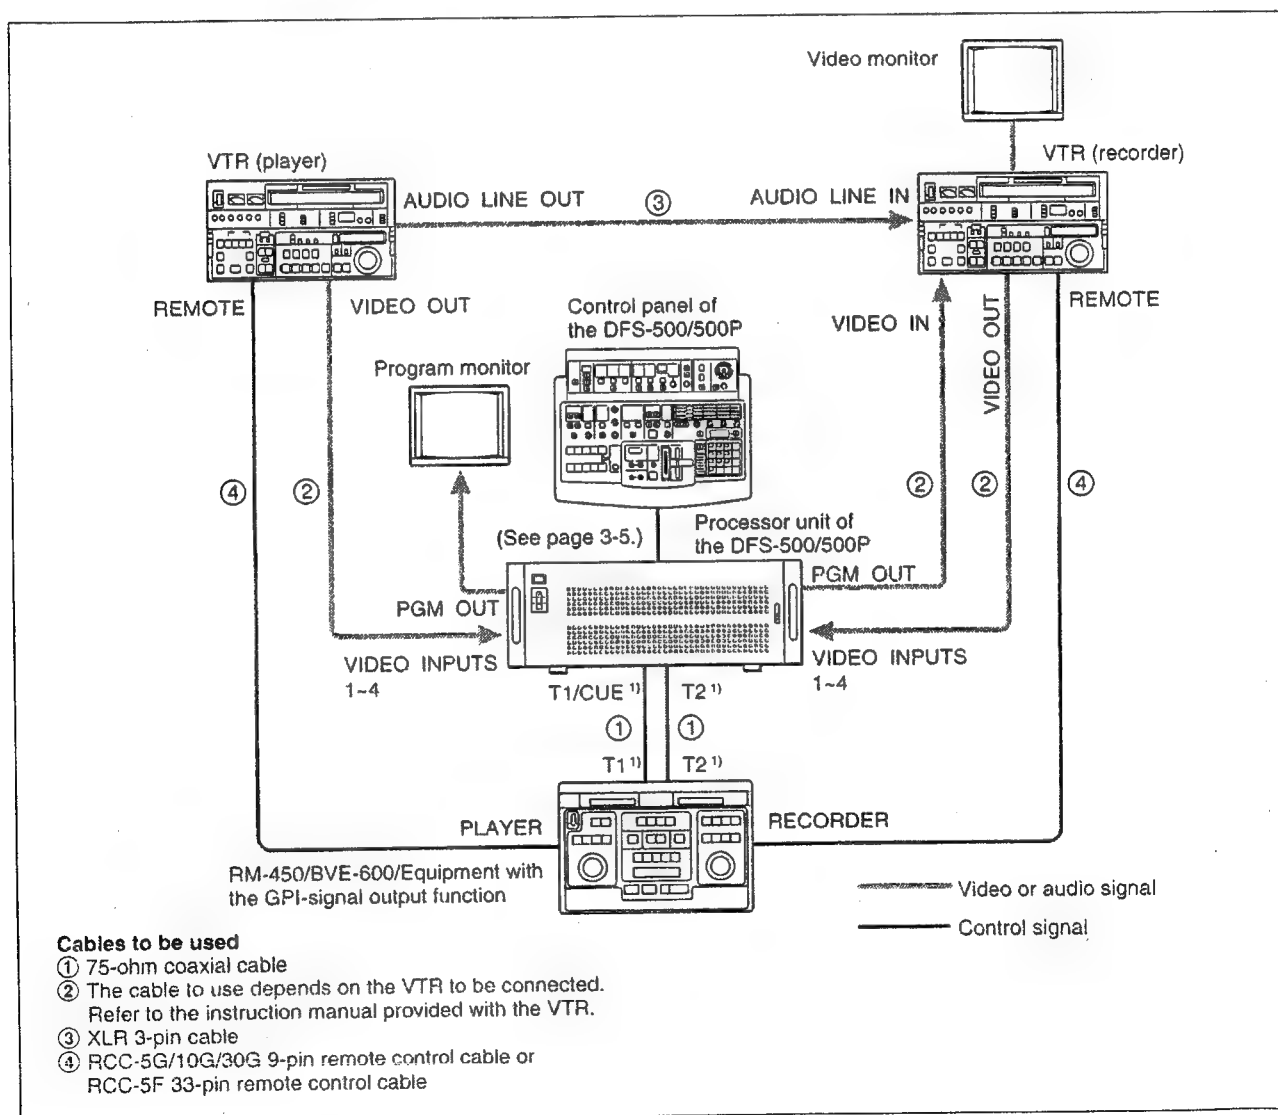 Video monitor
VTR (player)
VTR (recorder)
AUDIO LINE OUT
③
AUDIO LINE IN
REMOTE
VIDEO OUT
Control panel of
the DFS-500/500P
VIDEO IN
VIDEO OUT
REMOTE
Program monitor
④
②
②
②
④
(See page 3-5.)
Processor unit of
the DFS-500/500P
PGM OUT
PGM OUT
VIDEO INPUTS
1~4
VIDEO INPUTS
1~4
T1/CUE 1)
T2 1)
①
①
T1 1)
T2 1)
PLAYER
RECORDER
RM-450/BVE-600/Equipment with
the GPI-signal output function
Video or audio signal
Control signal
Cables to be used
① 75-ohm coaxial cable
② The cable to use depends on the VTR to be connected.
Refer to the instruction manual provided with the VTR.
③ XLR 3-pin cable
④ RCC-5G/10G/30G 9-pin remote control cable or
RCC-5F 33-pin remote control cable